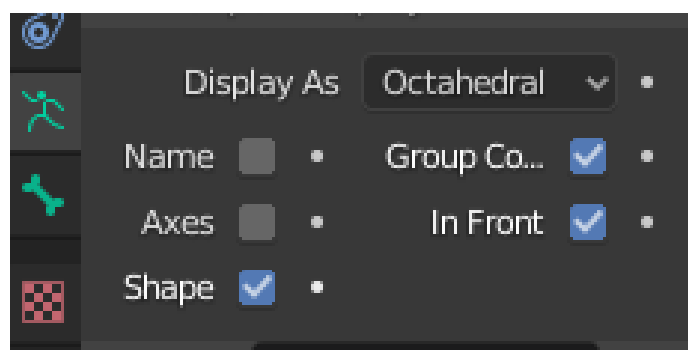 Display As Octahedral
Name Group Co...
Axes In Front
Shape